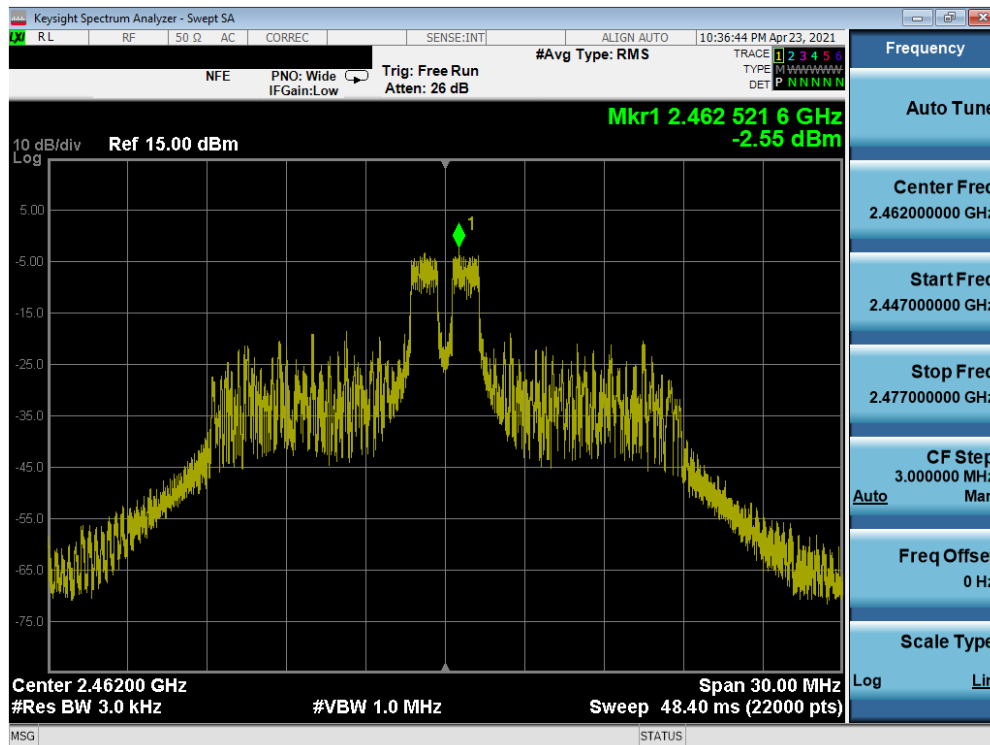 Keysight Spectrum Analyzer - Swept SA
LXI RL RF 50 Ω AC CORREC SENSE:INT ALIGN AUTO 10:36:44 PM Apr 23, 2021
Frequency
#Avg Type: RMS TRACE 1 2 3 4 5 6
NFE PNO: Wide Trig: Free Run TYPE M WWWWW
IFGain:Low Atten: 26 dB DET P N N N N N
Auto Tune
Mkr1 2.462 521 6 GHz
-2.55 dBm
10 dB/div Ref 15.00 dBm
Log
Center Freq
2.462000000 GHz
5.00
1
-5.00
Start Freq
2.447000000 GHz
-15.0
-25.0
Stop Freq
2.477000000 GHz
-35.0
CF Step
3.000000 MHz
Auto Man
-45.0
-55.0
Freq Offset
0 Hz
-65.0
-75.0
Scale Type
Log Lin
Center 2.46200 GHz Span 30.00 MHz
#Res BW 3.0 kHz #VBW 1.0 MHz Sweep 48.40 ms (22000 pts)
MSG STATUS